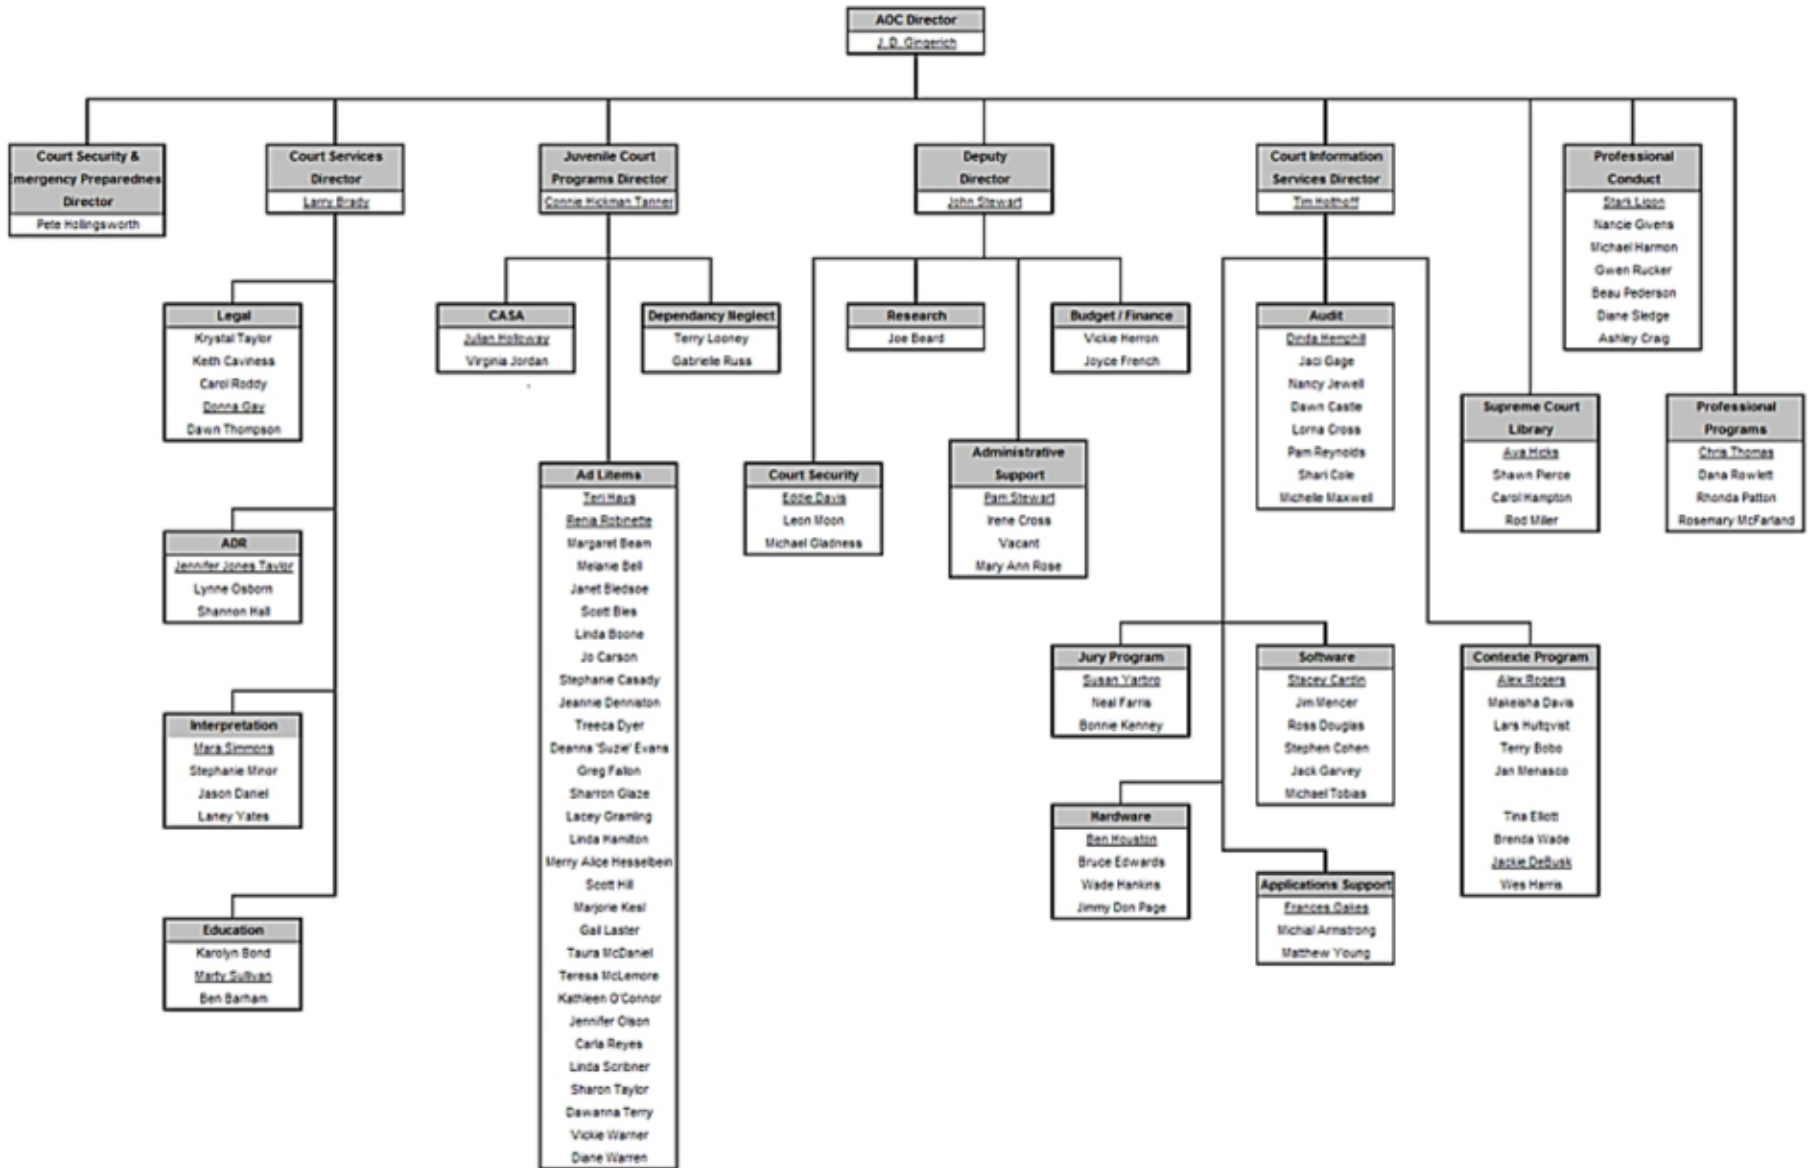 AOC Director
J. D. Gingerich
Court Security &
mergency Preparednes
Director
Pete Hollingsworth
Court Services
Director
Larry Brady
Juvenile Court
Programs Director
Connie Hickman Tanner
Deputy
Director
John Stewart
Court Information
Services Director
Tim Holthoff
Professional
Conduct
Stark Ligon
Nancie Givens
Michael Harmon
Gwen Rucker
Beau Pederson
Diane Sledge
Ashley Craig
Legal
Krystal Taylor
Keith Caviness
Carol Roddy
Donna Gay
Dawn Thompson
CASA
Julian Holloway
Virginia Jordan
Dependancy Neglect
Terry Looney
Gabrielle Russ
Research
Joe Beard
Budget / Finance
Vickie Herron
Joyce French
Audit
Dinda Hemphill
Jaci Gage
Nancy Jewell
Dawn Castle
Lorna Cross
Pam Reynolds
Shari Cole
Michelle Maxwell
Supreme Court
Library
Ava Hicks
Shawn Pierce
Carol Hampton
Rod Miller
Professional
Programs
Chris Thomas
Dana Rowlett
Rhonda Patton
Rosemary McFarland
ADR
Jennifer Jones Taylor
Lynne Osborn
Shannon Hall
Ad Litems
Teri Hays
Renia Robinette
Margaret Beam
Melanie Bell
Janet Bledsoe
Scott Bles
Linda Boone
Jo Carson
Stephanie Casady
Jeannie Denniston
Treeca Dyer
Deanna 'Suzie' Evans
Greg Fallon
Sharron Glaze
Lacey Gramling
Linda Hamilton
Merry Alice Hesselbein
Scott Hill
Marjorie Kesl
Gail Laster
Taura McDaniel
Teresa McLemore
Kathleen O'Connor
Jennifer Olson
Carla Reyes
Linda Scribner
Sharon Taylor
Dawanna Terry
Vickie Warner
Diane Warren
Court Security
Eddie Davis
Leon Moon
Michael Gladness
Administrative
Support
Pam Stewart
Irene Cross
Vacant
Mary Ann Rose
Interpretation
Mara Simmons
Stephanie Minor
Jason Daniel
Laney Yates
Jury Program
Susan Yarbro
Neal Farris
Bonnie Kenney
Software
Stacey Cardin
Jim Mencer
Ross Douglas
Stephen Cohen
Jack Garvey
Michael Tobias
Contexte Program
Alex Rogers
Makeisha Davis
Lars Hultqvist
Terry Bobo
Jan Menasco
Tina Elliott
Brenda Wade
Jackie DeBusk
Wes Harris
Hardware
Ben Houston
Bruce Edwards
Wade Hankins
Jimmy Don Page
Applications Support
Frances Oakes
Michial Armstrong
Matthew Young
Education
Karolyn Bond
Marty Sullivan
Ben Barham